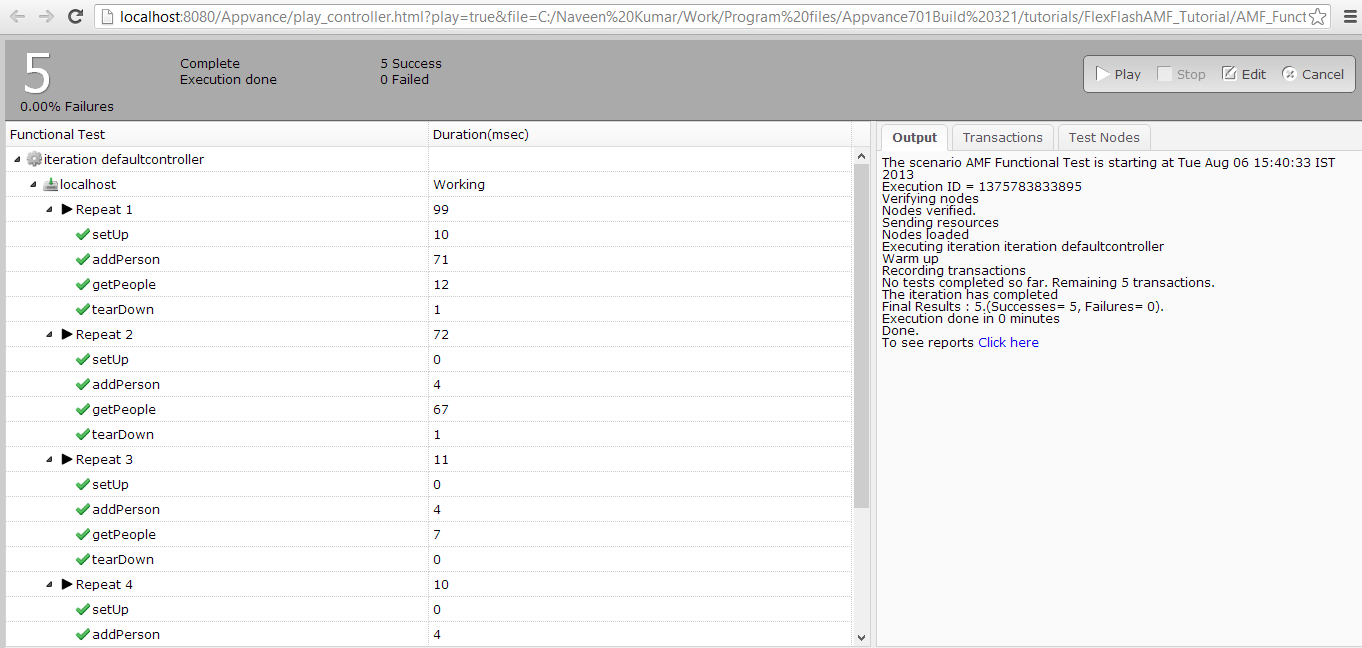 localhost:8080/Appvance/play_controller.html?play=true&file=C:/Naveen%20Kumar/Work/Program%20files/Appvance701Build%20321/tutorials/FlexFlashAMF_Tutorial/AMF_Funct
5
0.00% Failures
Complete
Execution done
5 Success
0 Failed
Play Stop Edit Cancel
Functional Test Duration(msec)
iteration defaultcontroller
localhost Working
Repeat 1 99
setUp 10
addPerson 71
getPeople 12
tearDown 1
Repeat 2 72
setUp 0
addPerson 4
getPeople 67
tearDown 1
Repeat 3 11
setUp 0
addPerson 4
getPeople 7
tearDown 0
Repeat 4 10
setUp 0
addPerson 4
Output Transactions Test Nodes
The scenario AMF Functional Test is starting at Tue Aug 06 15:40:33 IST
2013
Execution ID = 1375783833895
Verifying nodes
Nodes verified.
Sending resources
Nodes loaded
Executing iteration iteration defaultcontroller
Warm up
Recording transactions
No tests completed so far. Remaining 5 transactions.
The iteration has completed
Final Results : 5.(Successes= 5, Failures= 0).
Execution done in 0 minutes
Done.
To see reports Click here